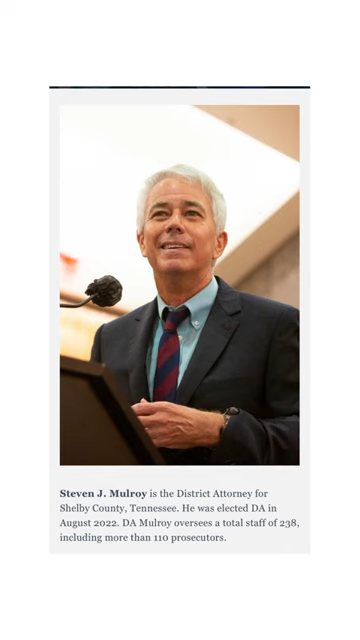 Steven J. Mulroy is the District Attorney for
Shelby County, Tennessee. He was elected DA in
August 2022. DA Mulroy oversees a total staff of 238,
including more than 110 prosecutors.